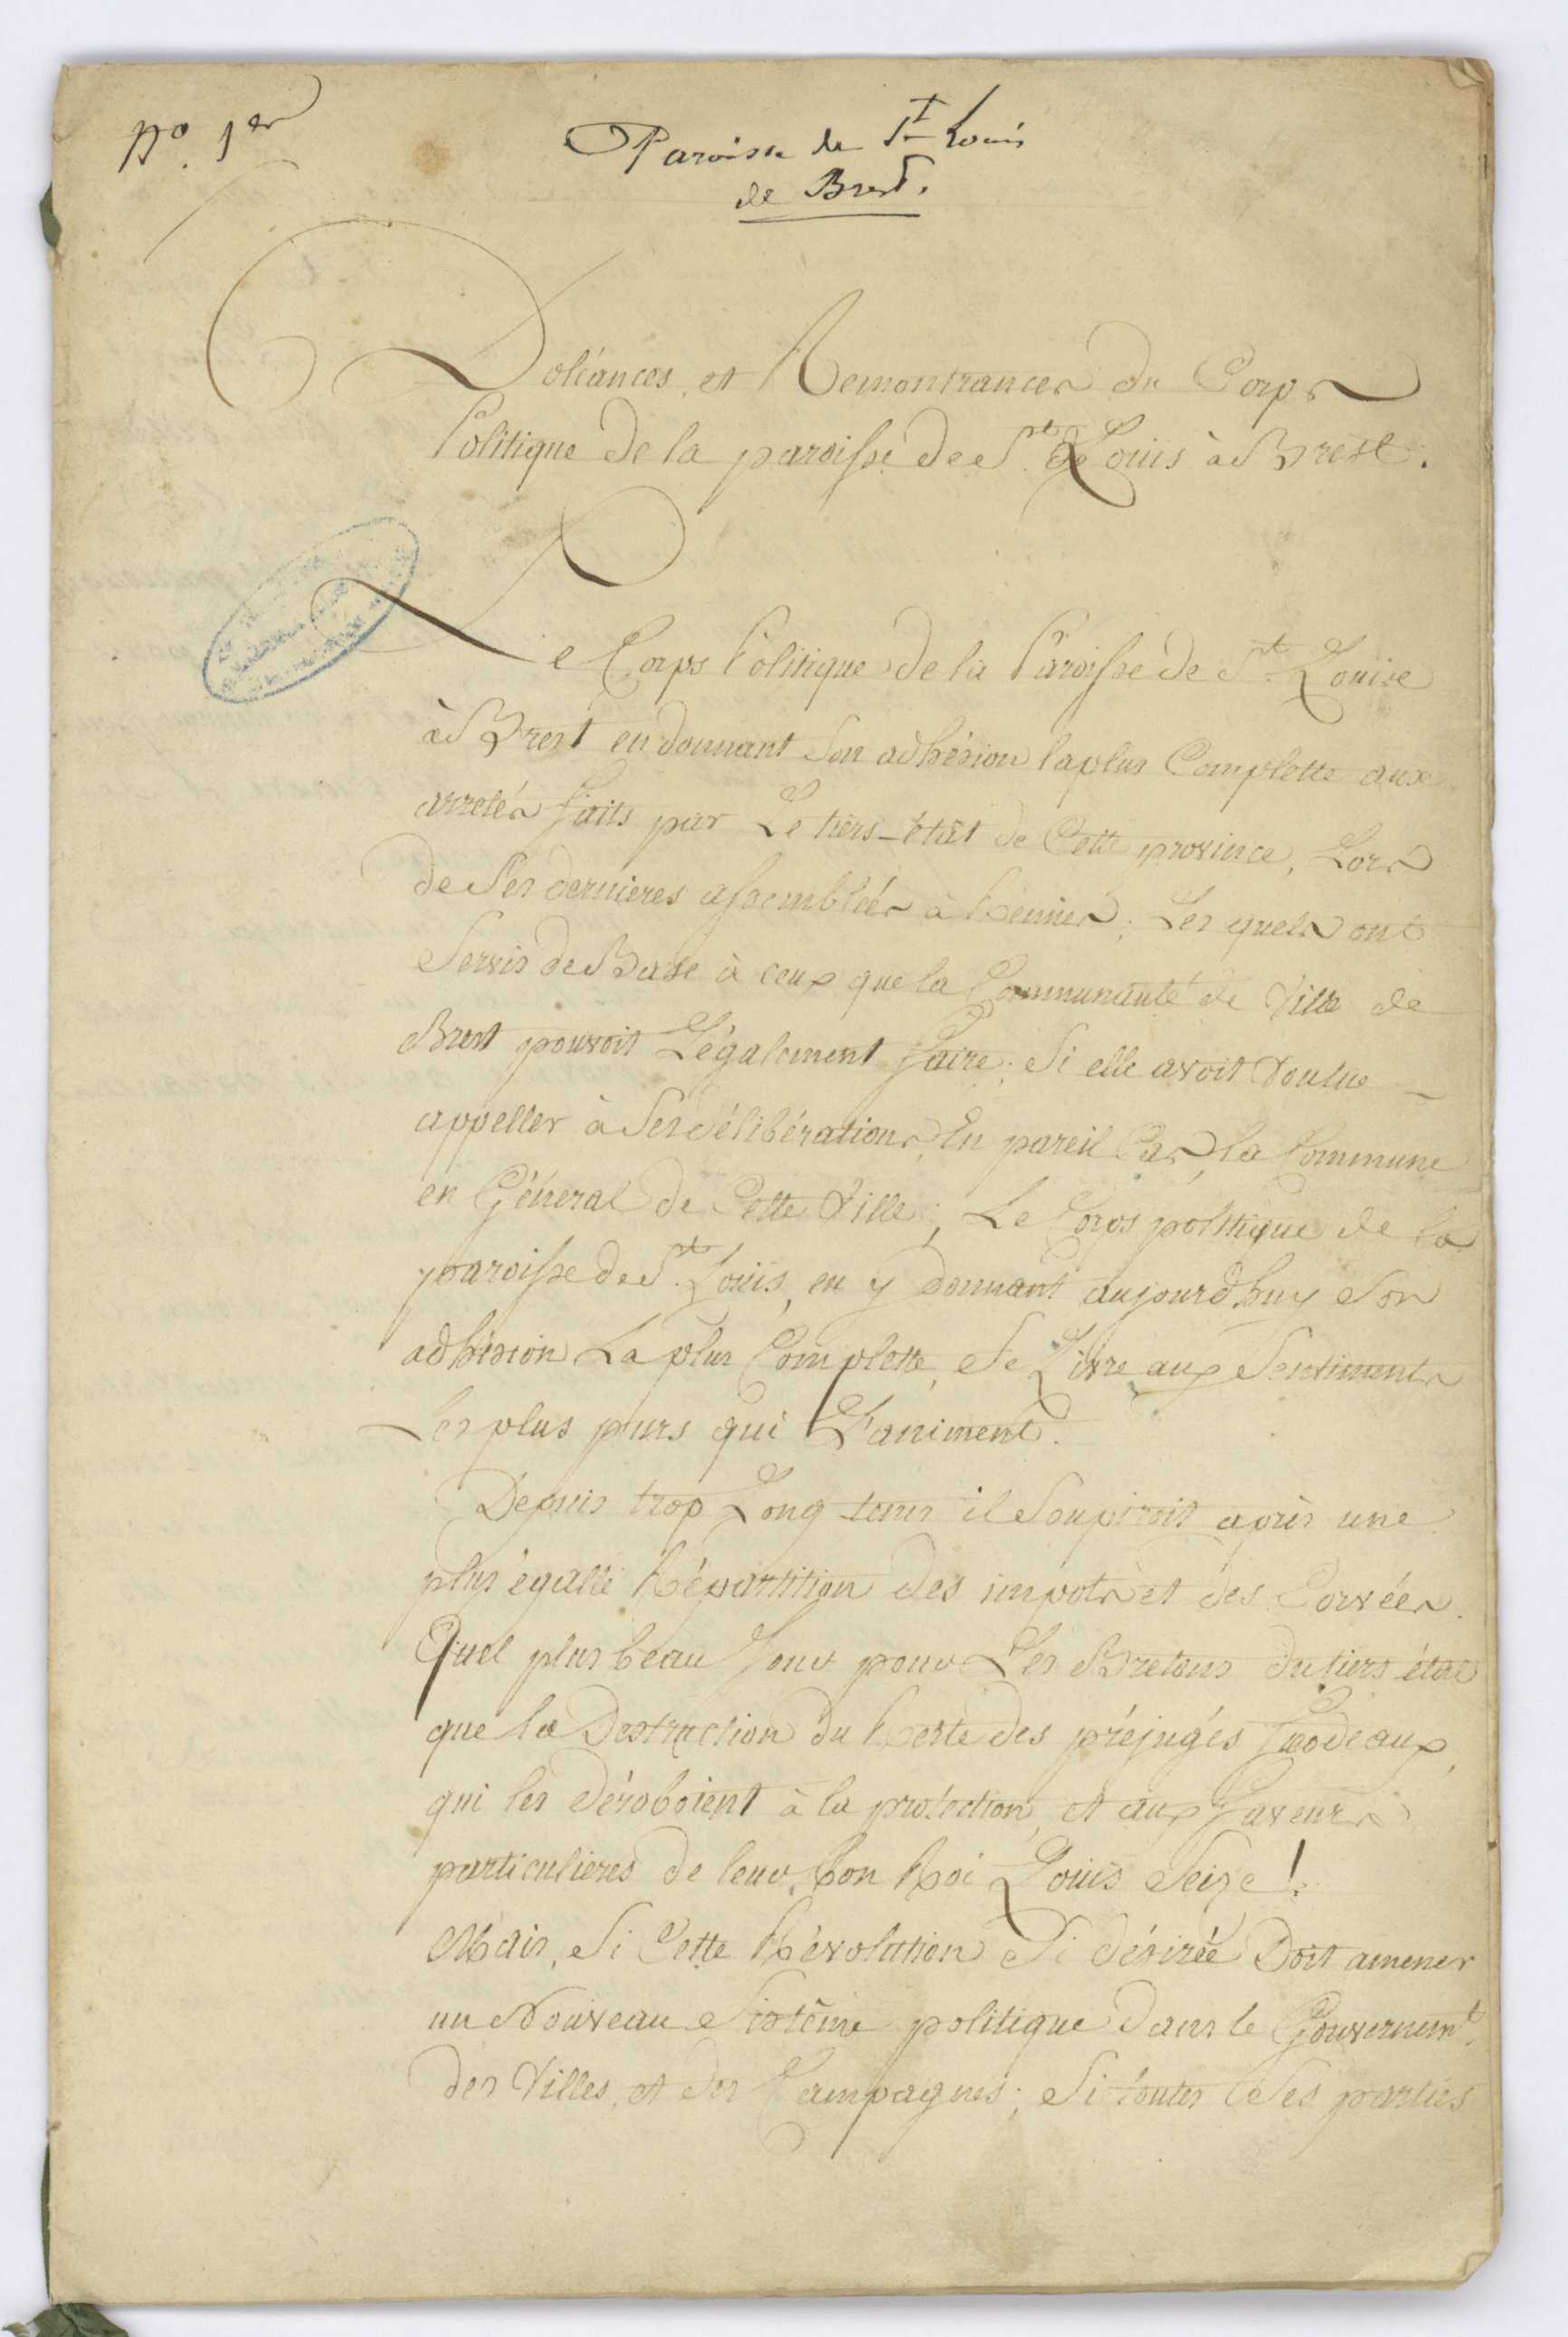 N.° 1.er
Paroisse de St Louis
de Brest.
Doléances, et Remontrances du Corps
Politique de la paroisse de St. Louis à Brest.
Le Corps Politique de la Paroisse de St. Louis
à Brest en donnant Son adhésion la plus Complette aux
arretés faits par Le tiers-état de Cette province, Lors
de Ses dernieres assemblées à Rennes; Les quels ont
Servis de Base à ceux que la Communauté de Ville de
Brest pouvoit Légalement faire; Si elle avoit Voulue
appeller à Ses délibérations, En pareil Cas, la Commune
en Général de Cette Ville; Le Corps politique de la
paroisse de St. Louis, en y donnant aujourd'huy Son
adhésion La plus Complette, Se Livre aux Sentiments
Les plus purs qui L'animent.
Depuis trop Long-tems il Soupiroit après une
plus égalle Répartition des impots et des Corvées.
Quel plus beau Jour pour Les Bretons du tiers état
que la Destruction du Reste des préjugés feodeaux,
qui les déroboient à la protection, et aux faveurs
particulieres de leur bon Roi Louis Seize!
Mais, Si Cette Révolution Si désirée Doit amener
un Nouveau Sistême politique dans le Gouvernemt.
des Villes, et des Campagnes; Si toutes Ses parties